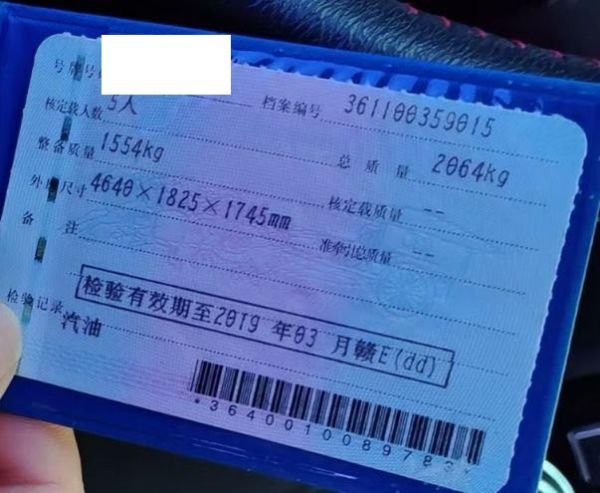 号牌号码
核定载人数 5人 档案编号 361100359015
整备质量 1554kg 总质量 2064kg
外廓尺寸 4640×1825×1745mm 核定载质量 --
备注 准牵引总质量 --
检验有效期至2019年03月赣E(dd)
检验记录 汽油